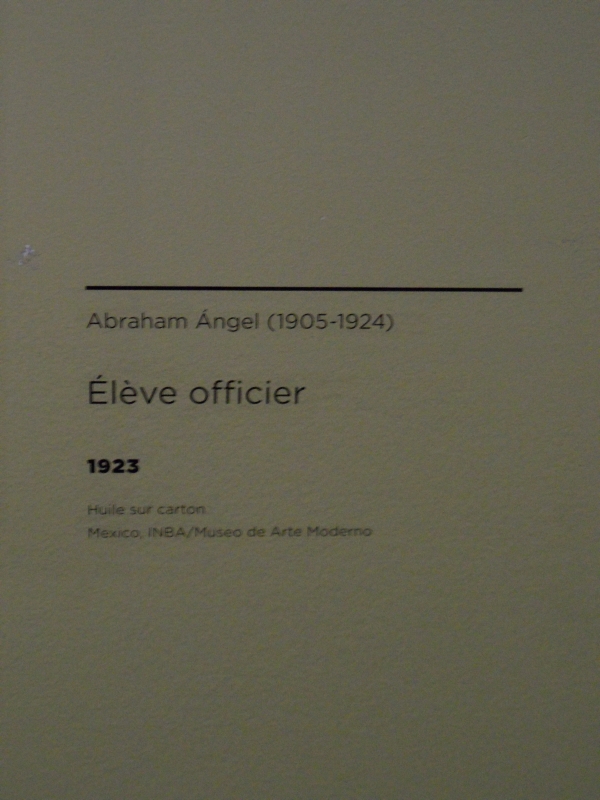 Abraham Ángel (1905-1924)
Élève officier
1923
Huile sur carton
Mexico, INBA/Museo de Arte Moderno